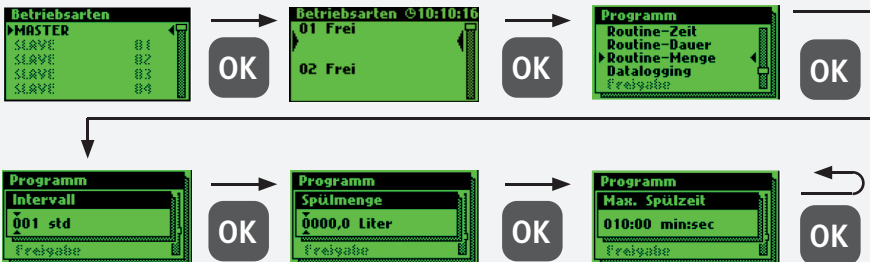 Betriebsarten
MASTER
SLAVE 01
SLAVE 02
SLAVE 03
SLAVE 04
OK
Betriebsarten 10:10:16
01 Frei
02 Frei
OK
Programm
Routine-Zeit
Routine-Dauer
Routine-Menge
Datalogging
Freigabe
OK
Programm
Intervall
001 std
Freigabe
OK
Programm
Spülmenge
0000,0 Liter
Freigabe
OK
Programm
Max. Spülzeit
010:00 min:sec
Freigabe
OK